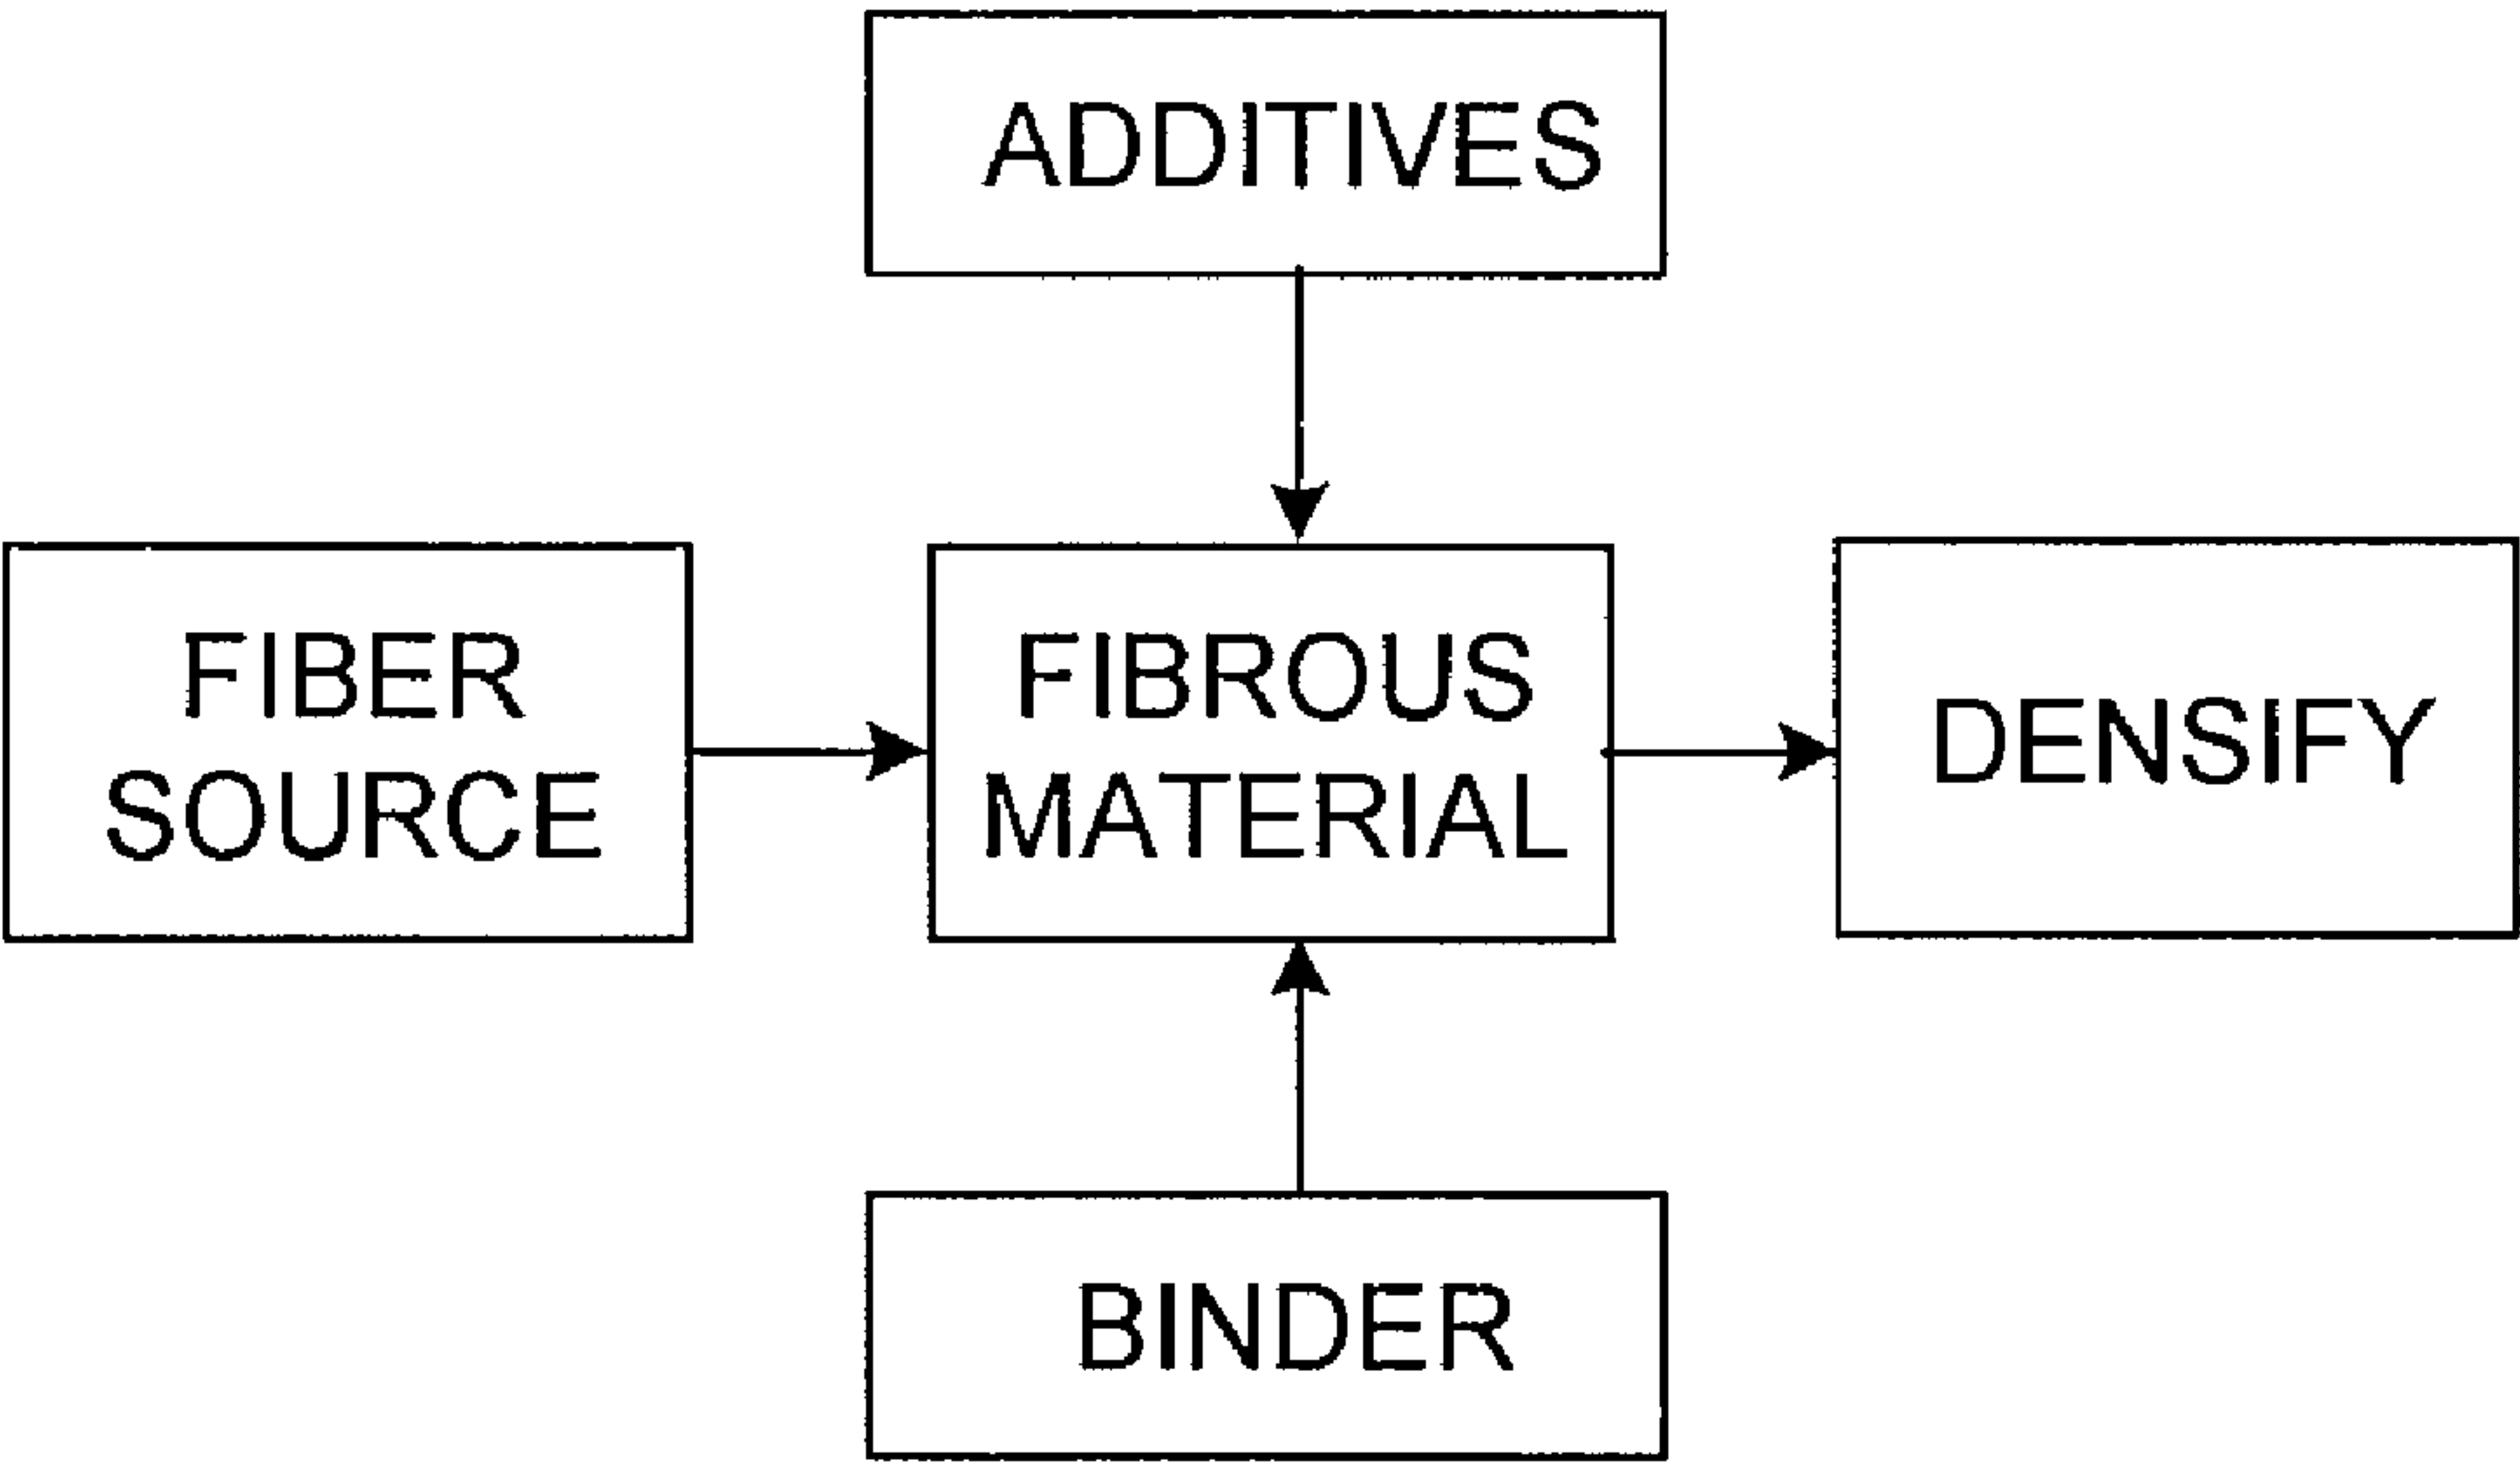 ADDITIVES
FIBER
SOURCE
FIBROUS
MATERIAL
DENSIFY
BINDER